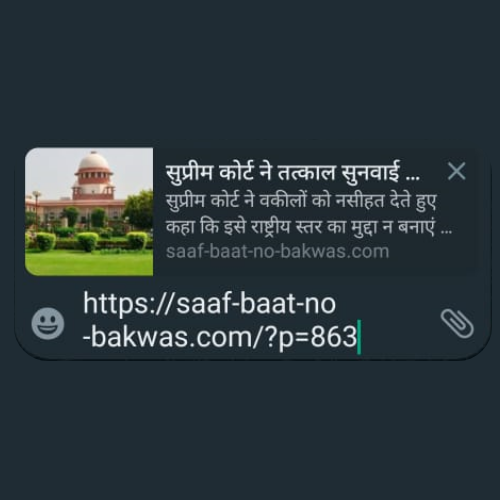 सुप्रीम कोर्ट ने तत्काल सुनवाई ...
सुप्रीम कोर्ट ने वकीलों को नसीहत देते हुए
कहा कि इसे राष्ट्रीय स्तर का मुद्दा न बनाएं ...
saaf-baat-no-bakwas.com
https://saaf-baat-no
-bakwas.com/?p=863